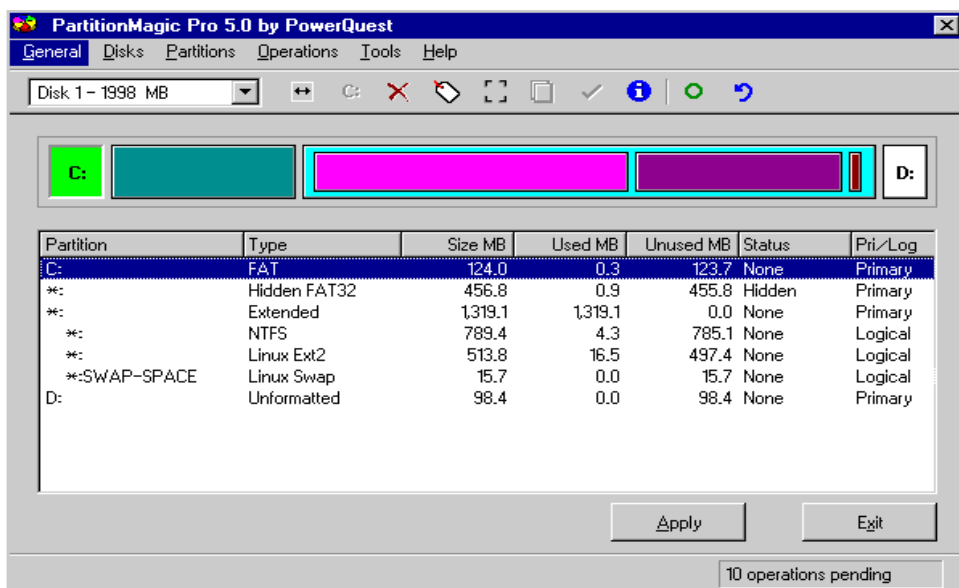 PartitionMagic Pro 5.0 by PowerQuest
General Disks Partitions Operations Tools Help
Disk 1 - 1998 MB C:
C: D:
Partition Type Size MB Used MB Unused MB Status Pri/Log
C: FAT 124.0 0.3 123.7 None Primary
*: Hidden FAT32 456.8 0.9 455.8 Hidden Primary
*: Extended 1,319.1 1,319.1 0.0 None Primary
*: NTFS 789.4 4.3 785.1 None Logical
*: Linux Ext2 513.8 16.5 497.4 None Logical
*:SWAP-SPACE Linux Swap 15.7 0.0 15.7 None Logical
D: Unformatted 98.4 0.0 98.4 None Primary
Apply Exit
10 operations pending